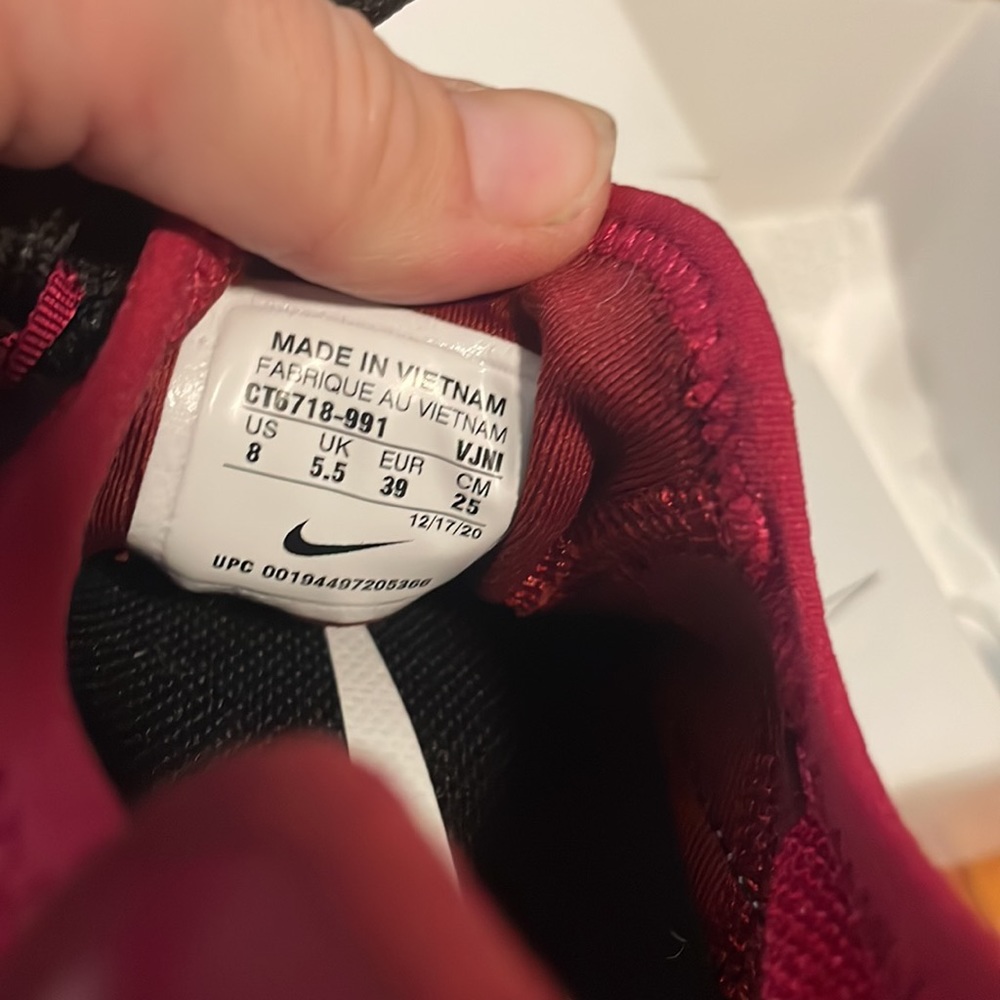 MADE IN VIETNAM
FABRIQUE AU VIETNAM
CT6718-991 VJNI
US UK EUR CM
8 5.5 39 25
12/17/20
UPC